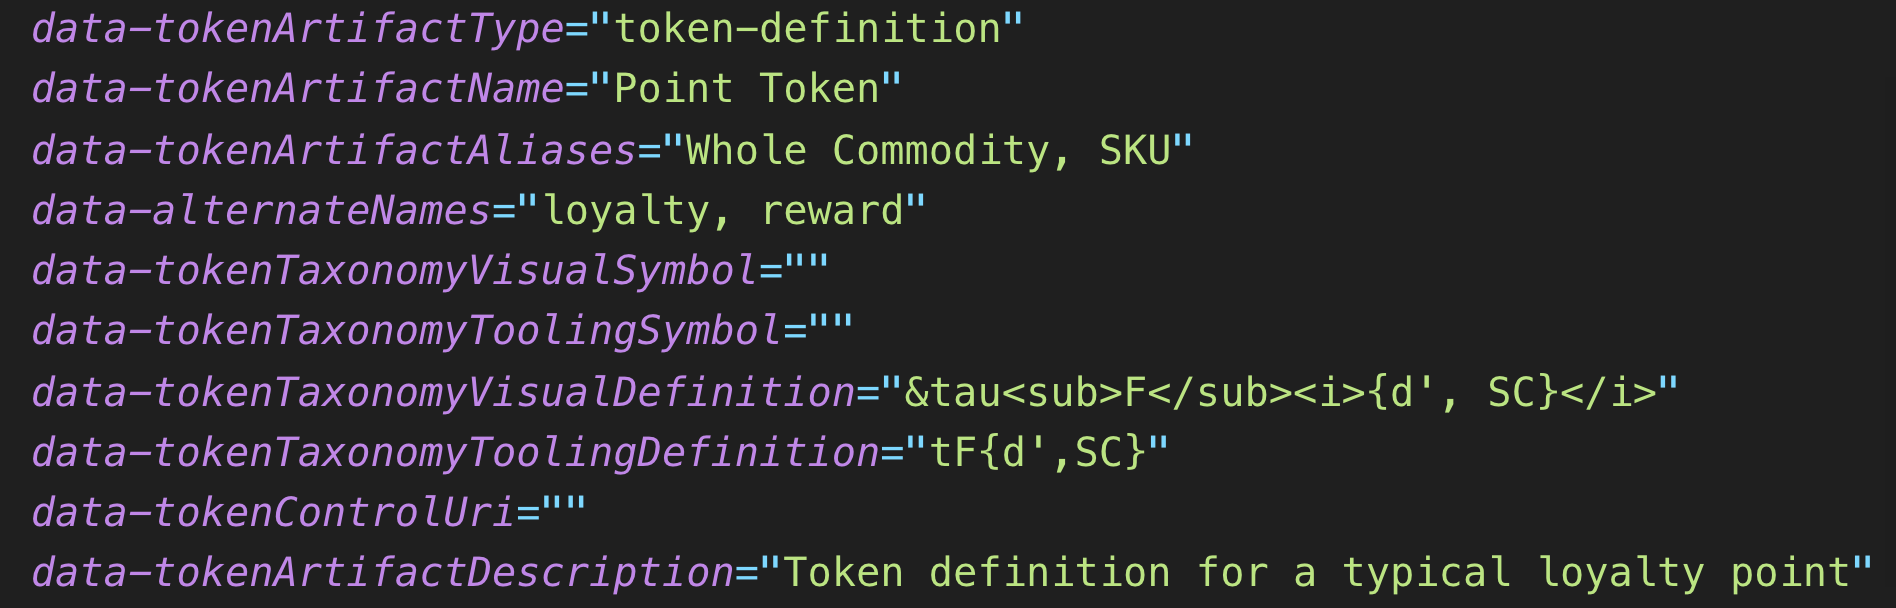 data-tokenArtifactType="token-definition"
data-tokenArtifactName="Point Token"
data-tokenArtifactAliases="Whole Commodity, SKU"
data-alternateNames="loyalty, reward"
data-tokenTaxonomyVisualSymbol=""
data-tokenTaxonomyToolingSymbol=""
data-tokenTaxonomyVisualDefinition="&tau<sub>F</sub><i>{d', SC}</i>"
data-tokenTaxonomyToolingDefinition="tF{d',SC}"
data-tokenControlUri=""
data-tokenArtifactDescription="Token definition for a typical loyalty point"